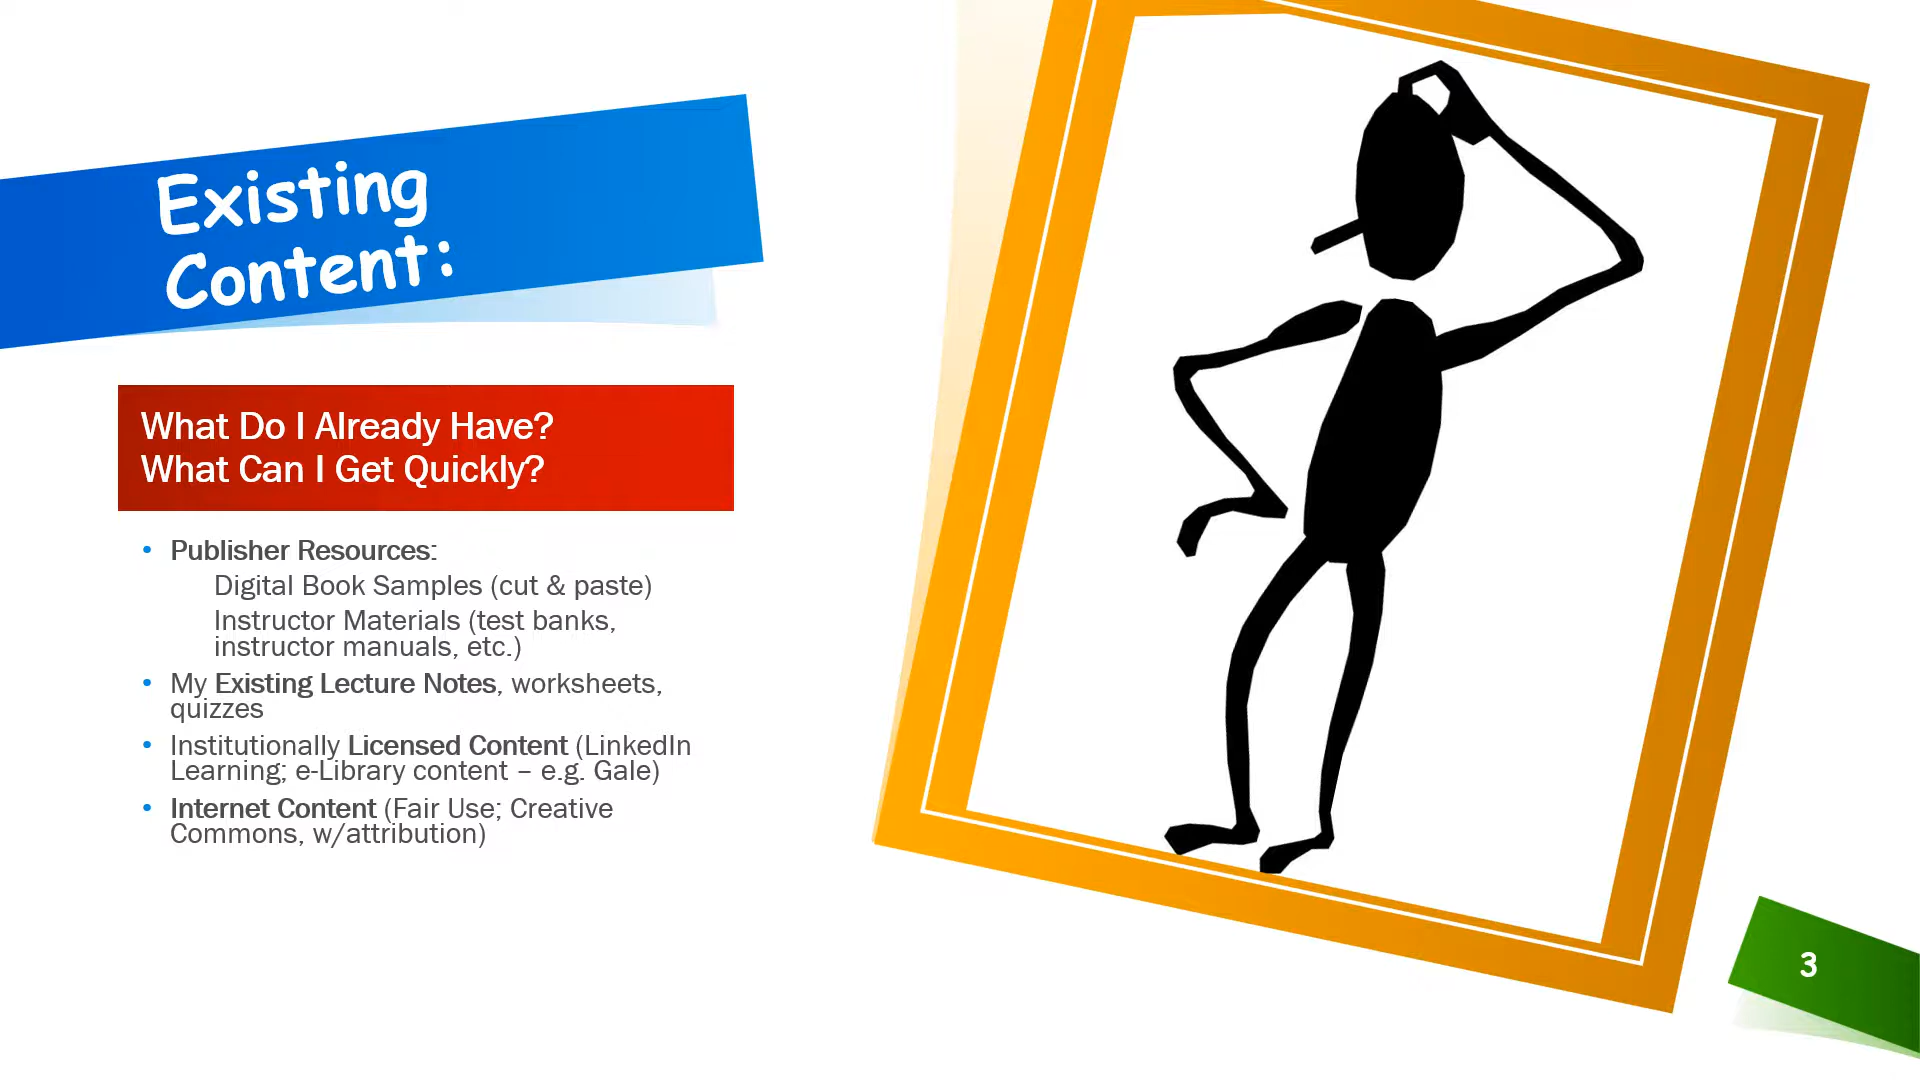 Existing
Content:
What Do I Already Have?
What Can I Get Quickly?
• Publisher Resources:
Digital Book Samples (cut & paste)
Instructor Materials (test banks,
instructor manuals, etc.)
• My Existing Lecture Notes, worksheets,
quizzes
• Institutionally Licensed Content (LinkedIn
Learning; e-Library content – e.g. Gale)
• Internet Content (Fair Use; Creative
Commons, w/attribution)
3